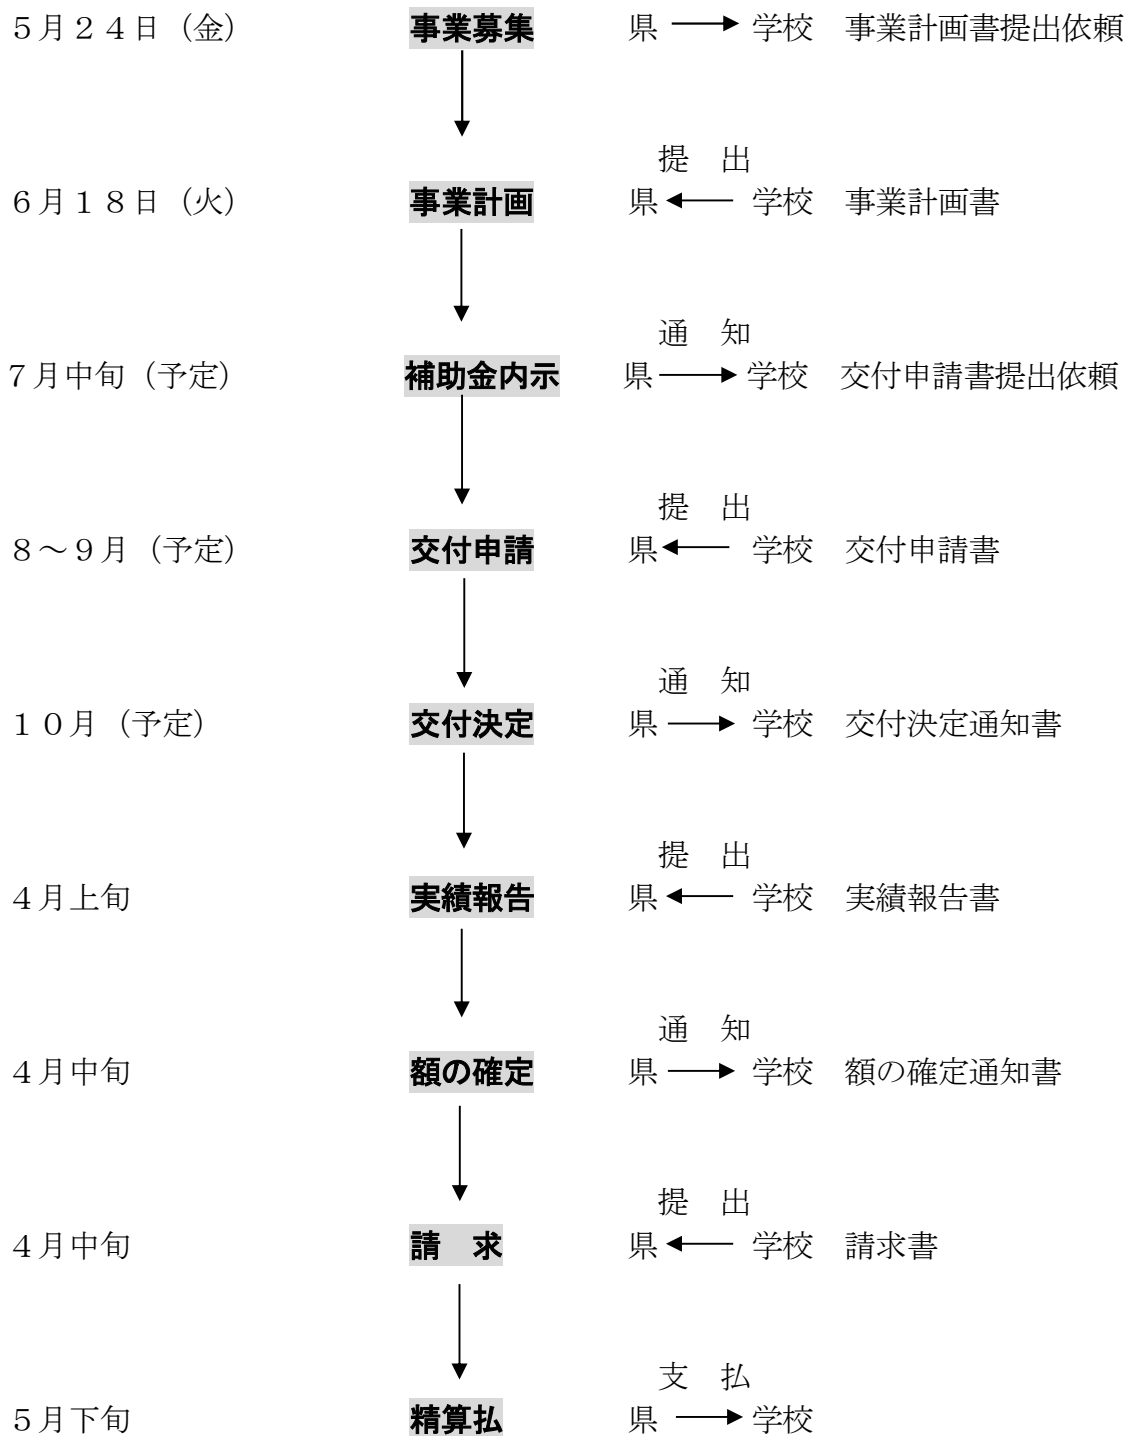 ５月２４日（金） 事業募集 県 学校 事業計画書提出依頼
提 出
６月１８日（火） 事業計画 県 学校 事業計画書
通 知
７月中旬（予定） 補助金内示 県 学校 交付申請書提出依頼
提 出
８～９月（予定） 交付申請 県 学校 交付申請書
通 知
１０月（予定） 交付決定 県 学校 交付決定通知書
提 出
４月上旬 実績報告 県 学校 実績報告書
通 知
４月中旬 額の確定 県 学校 額の確定通知書
提 出
４月中旬 請 求 県 学校 請求書
支 払
５月下旬 精算払 県 学校